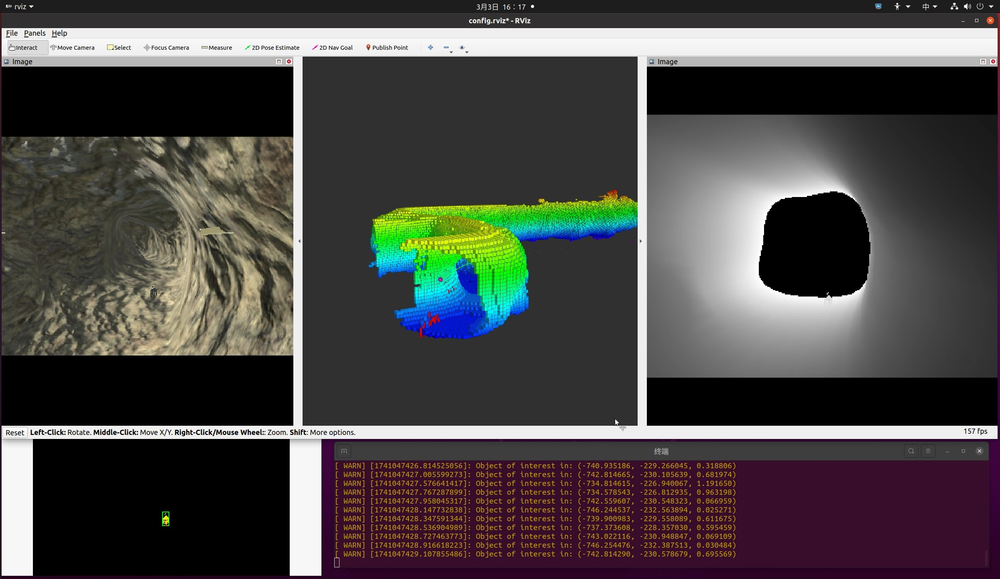 rviz
3月3日 16：17
中
config.rviz* - RViz
File Panels Help
Interact Move Camera Select Focus Camera Measure 2D Pose Estimate 2D Nav Goal Publish Point
Image
Image
Reset Left-Click: Rotate. Middle-Click: Move X/Y. Right-Click/Mouse Wheel:: Zoom. Shift: More options.
157 fps
终端
[ WARN] [1741047426.814525056]: Object of interest in: (-740.935186, -229.266045, 0.318806)
[ WARN] [1741047427.005599273]: Object of interest in: (-742.814665, -230.105639, 0.681974)
[ WARN] [1741047427.576641417]: Object of interest in: (-734.814615, -226.940067, 1.191650)
[ WARN] [1741047427.767287899]: Object of interest in: (-734.578543, -226.812935, 0.963198)
[ WARN] [1741047427.958045317]: Object of interest in: (-742.559607, -230.548323, 0.066959)
[ WARN] [1741047428.147732838]: Object of interest in: (-746.244537, -232.563894, 0.025271)
[ WARN] [1741047428.347591344]: Object of interest in: (-739.900983, -229.558089, 0.611675)
[ WARN] [1741047428.536904989]: Object of interest in: (-737.373608, -228.357030, 0.595459)
[ WARN] [1741047428.727463773]: Object of interest in: (-743.022116, -230.948847, 0.069109)
[ WARN] [1741047428.916618223]: Object of interest in: (-746.254476, -232.387513, 0.030484)
[ WARN] [1741047429.107855486]: Object of interest in: (-742.814290, -230.578679, 0.695569)